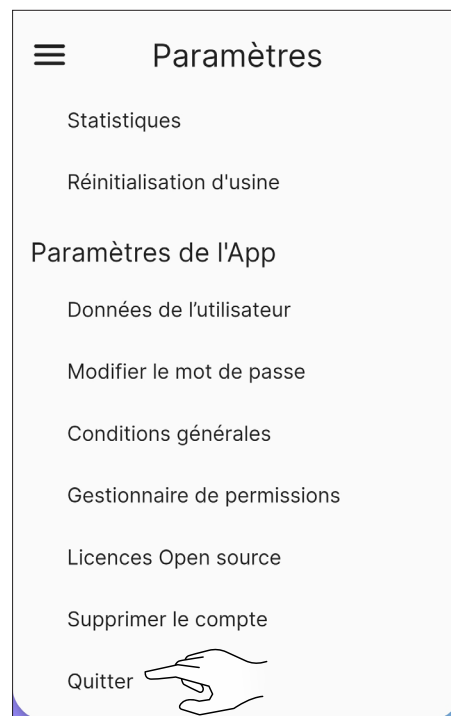 Paramètres
Statistiques
Réinitialisation d'usine
Paramètres de l'App
Données de l’utilisateur
Modifier le mot de passe
Conditions générales
Gestionnaire de permissions
Licences Open source
Supprimer le compte
Quitter